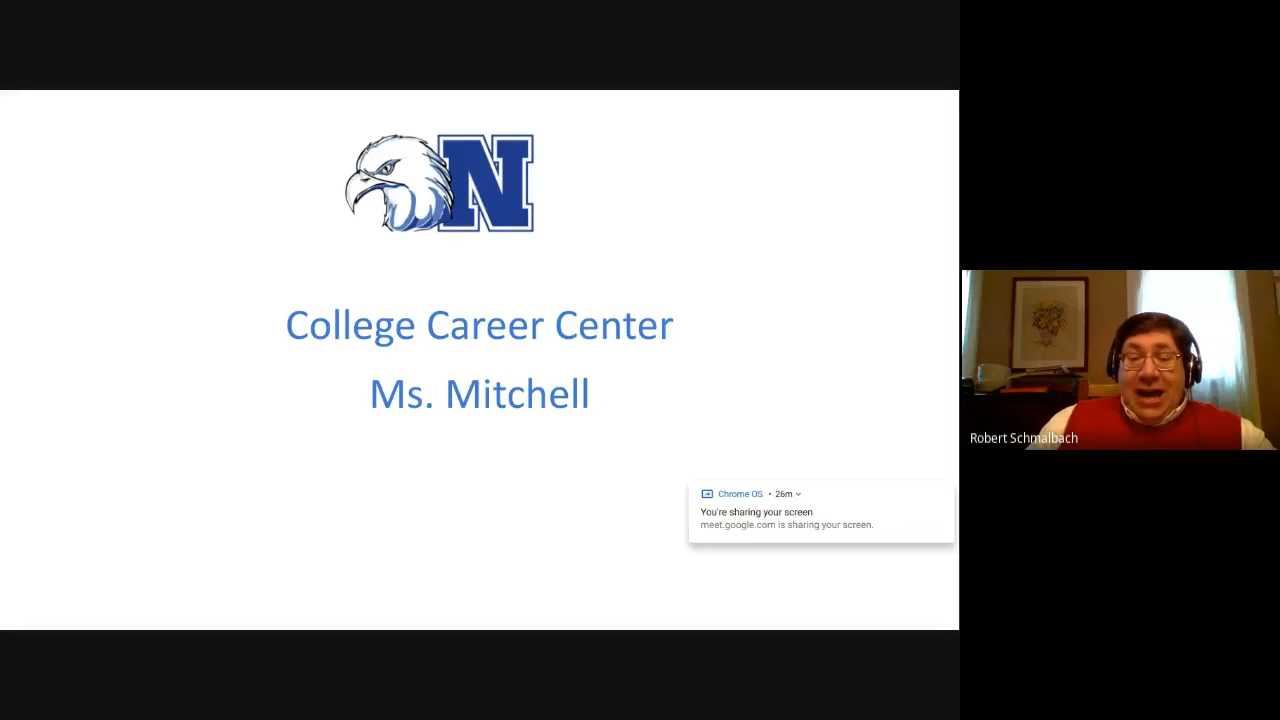 N
College Career Center
Ms. Mitchell
Chrome OS • 26m
You're sharing your screen
meet.google.com is sharing your screen.
Robert Schmalbach